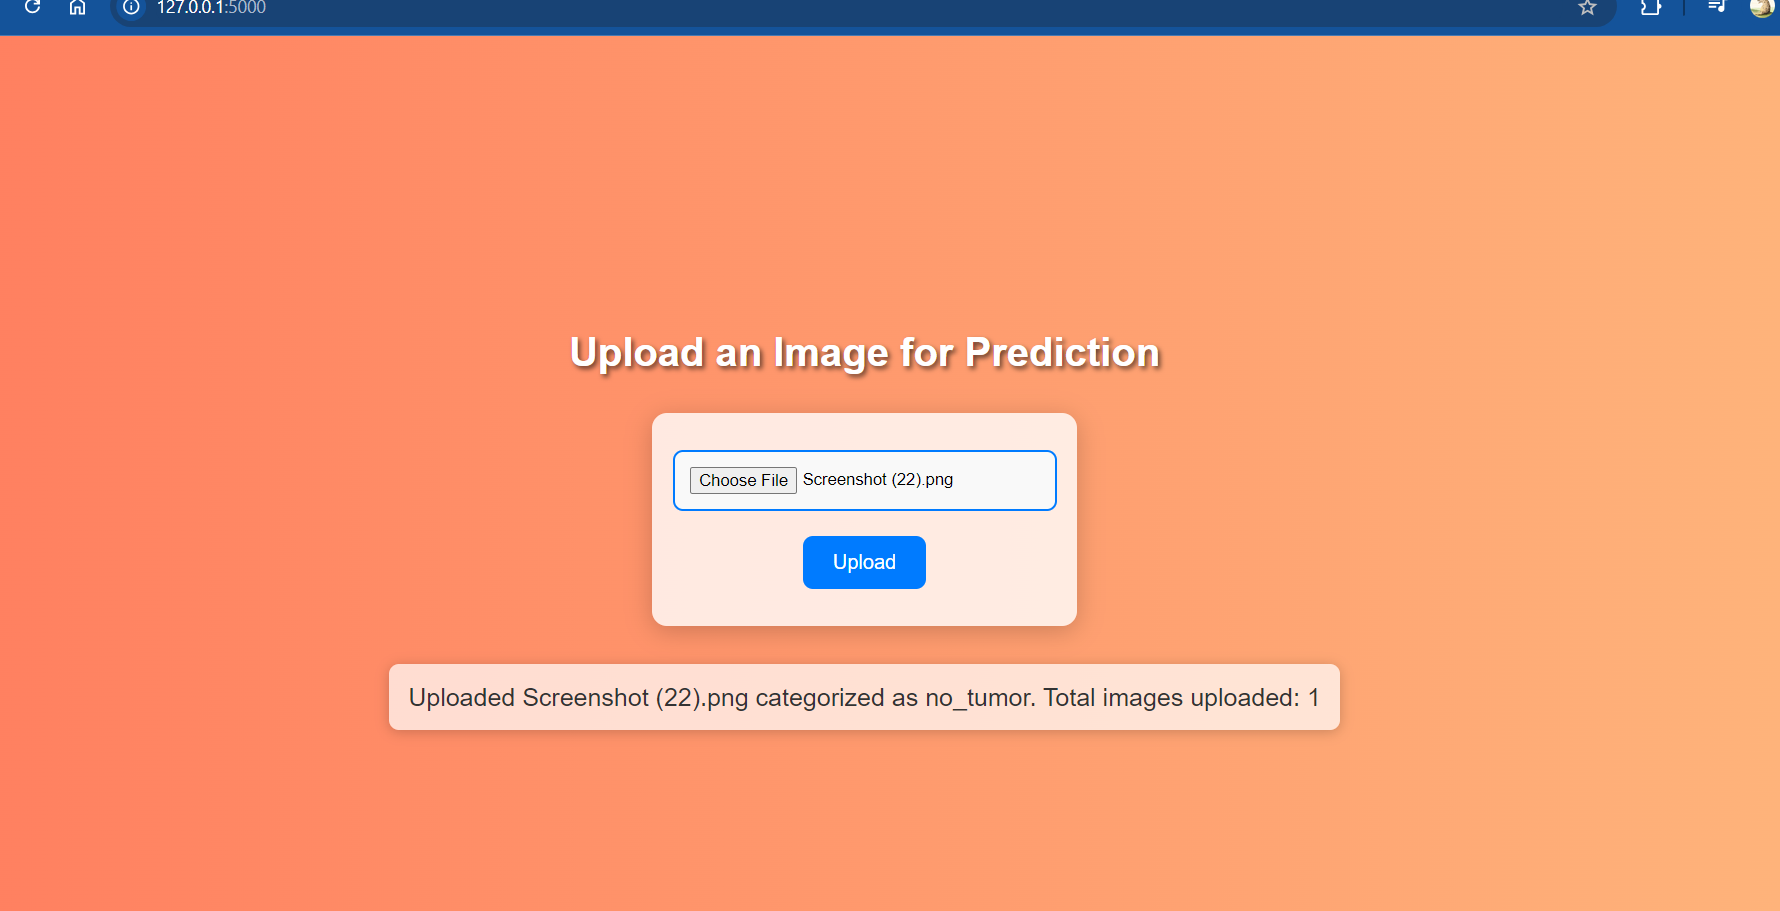 127.0.0.1:5000
Upload an Image for Prediction
Choose File Screenshot (22).png
Upload
Uploaded Screenshot (22).png categorized as no_tumor. Total images uploaded: 1